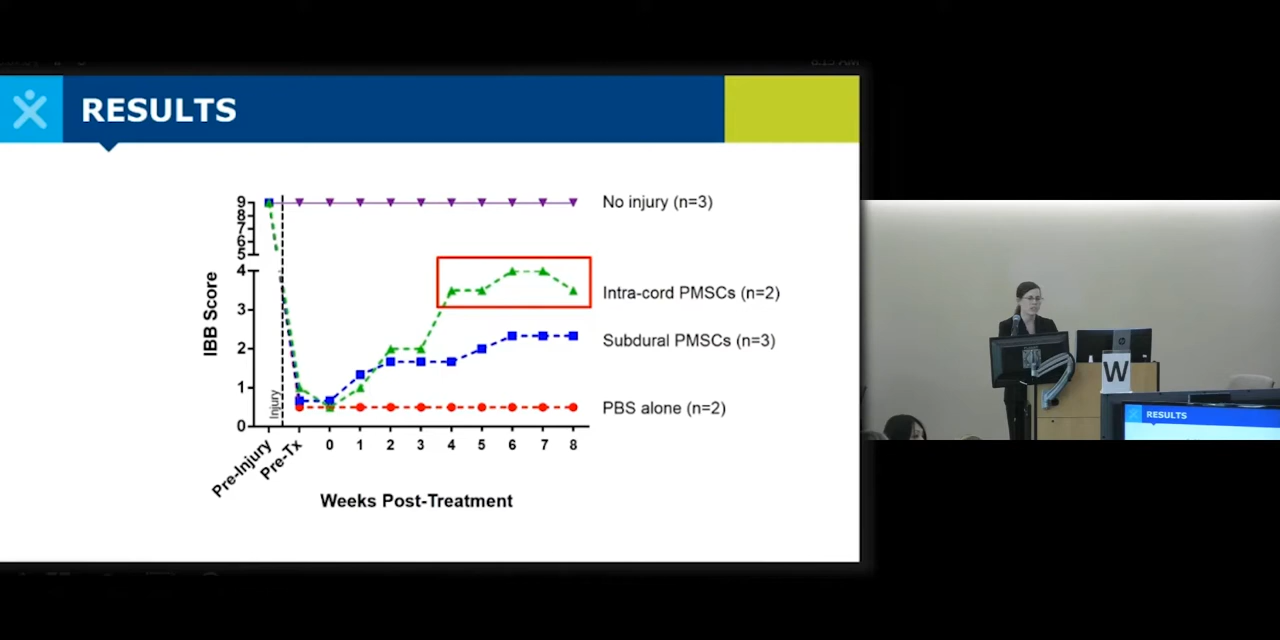 RESULTS
9
8
7
6
5
4
3
2
1
0
IBB Score
Injury
No injury (n=3)
Intra-cord PMSCs (n=2)
Subdural PMSCs (n=3)
PBS alone (n=2)
Pre-Injury
Pre-Tx
0 1 2 3 4 5 6 7 8
Weeks Post-Treatment
W
RESULTS